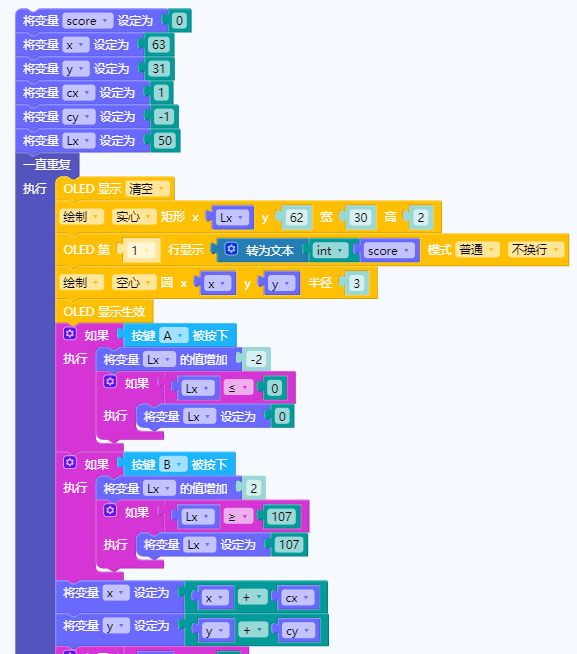 将变量 score 设定为 0
将变量 x 设定为 63
将变量 y 设定为 31
将变量 cx 设定为 1
将变量 cy 设定为 -1
将变量 Lx 设定为 50
一直重复
执行 OLED 显示 清空
绘制 实心 矩形 x Lx y 62 宽 30 高 2
OLED 第 1 行显示 转为文本 int score 模式 普通 不换行
绘制 空心 圆 x x y y 半径 3
OLED 显示生效
如果 按键 A 被按下
执行 将变量 Lx 的值增加 -2
如果 Lx ≤ 0
执行 将变量 Lx 设定为 0
如果 按键 B 被按下
执行 将变量 Lx 的值增加 2
如果 Lx ≥ 107
执行 将变量 Lx 设定为 107
将变量 x 设定为 x + cx
将变量 y 设定为 y + cy